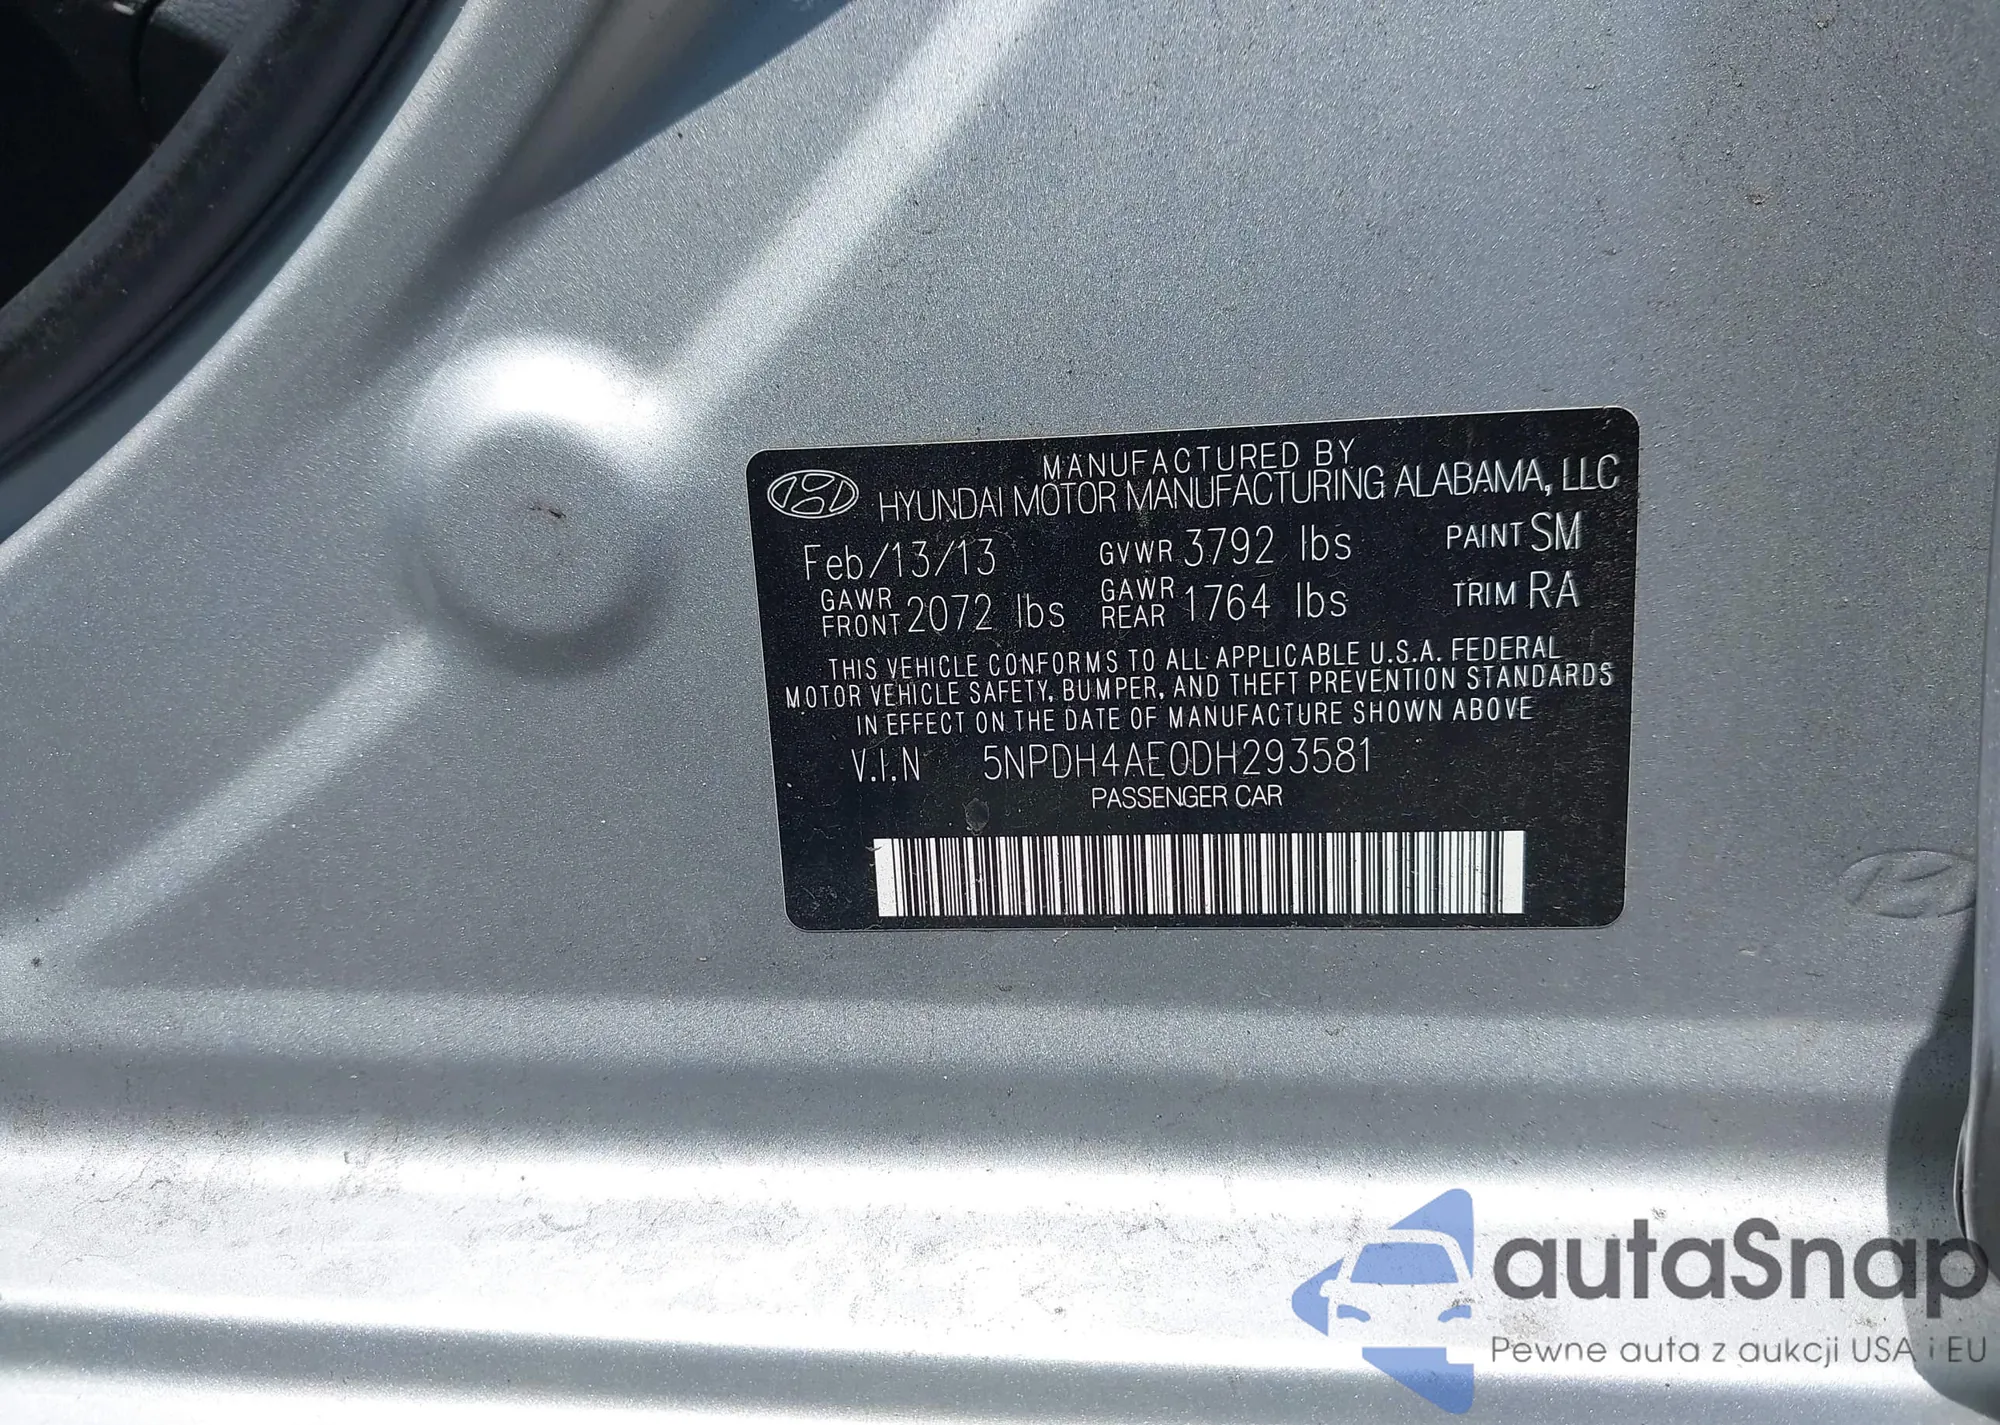 MANUFACTURED BY
HYUNDAI MOTOR MANUFACTURING ALABAMA, LLC
Feb/13/13 GVWR 3792 lbs PAINT SM
GAWR FRONT 2072 lbs GAWR REAR 1764 lbs TRIM RA
THIS VEHICLE CONFORMS TO ALL APPLICABLE U.S.A. FEDERAL
MOTOR VEHICLE SAFETY, BUMPER, AND THEFT PREVENTION STANDARDS
IN EFFECT ON THE DATE OF MANUFACTURE SHOWN ABOVE
V.I.N 5NPDH4AE0DH293581
PASSENGER CAR
autaSnap
Pewne auta z aukcji USA i EU